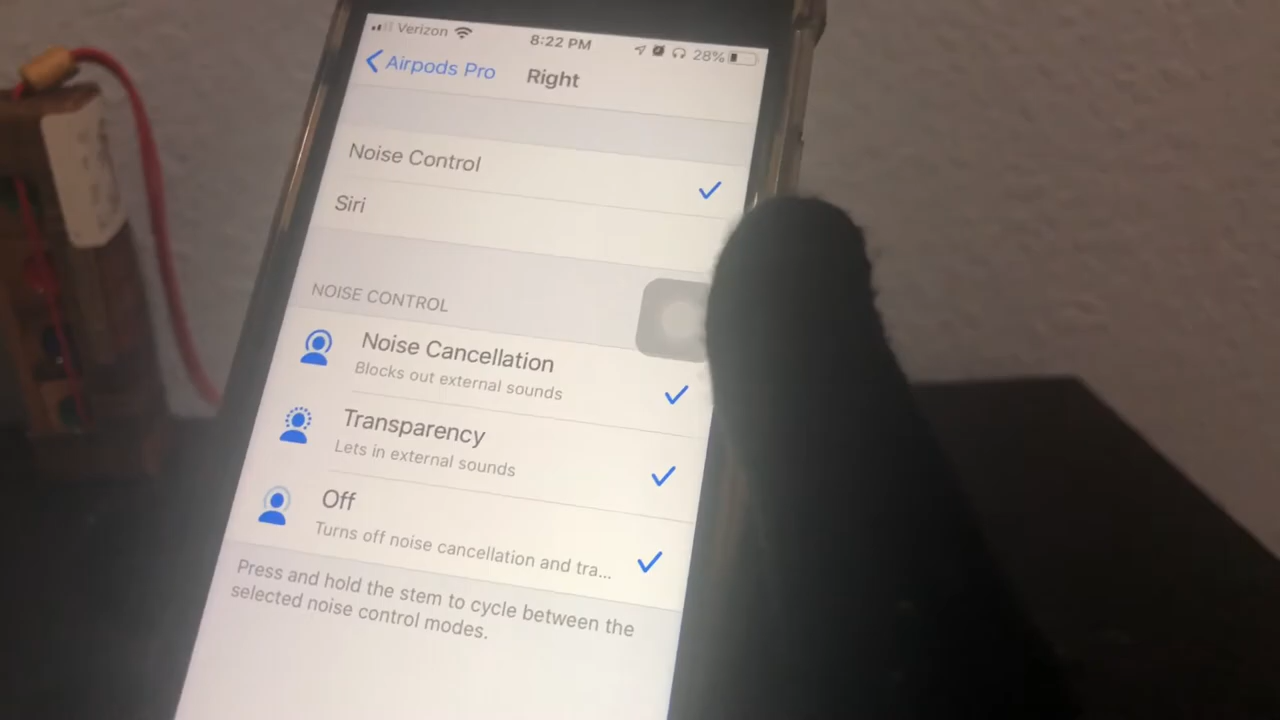 Verizon 8:22 PM 28%
Airpods Pro Right
Noise Control
Siri
NOISE CONTROL
Noise Cancellation
Blocks out external sounds
Transparency
Lets in external sounds
Off
Turns off noise cancellation and tra...
Press and hold the stem to cycle between the
selected noise control modes.